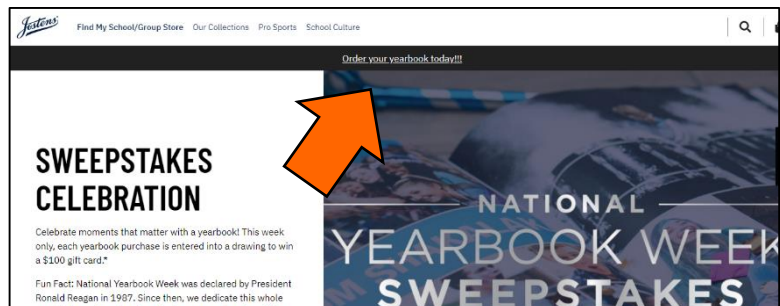 Jostens
Find My School/Group Store Our Collections Pro Sports School Culture
Order your yearbook today!!!
SWEEPSTAKES
CELEBRATION
Celebrate moments that matter with a yearbook! This week
only, each yearbook purchase is entered into a drawing to win
a $100 gift card.*
Fun Fact: National Yearbook Week was declared by President
Ronald Reagan in 1987. Since then, we dedicate this whole
NATIONAL
YEARBOOK WEEK
SWEEPSTAKES